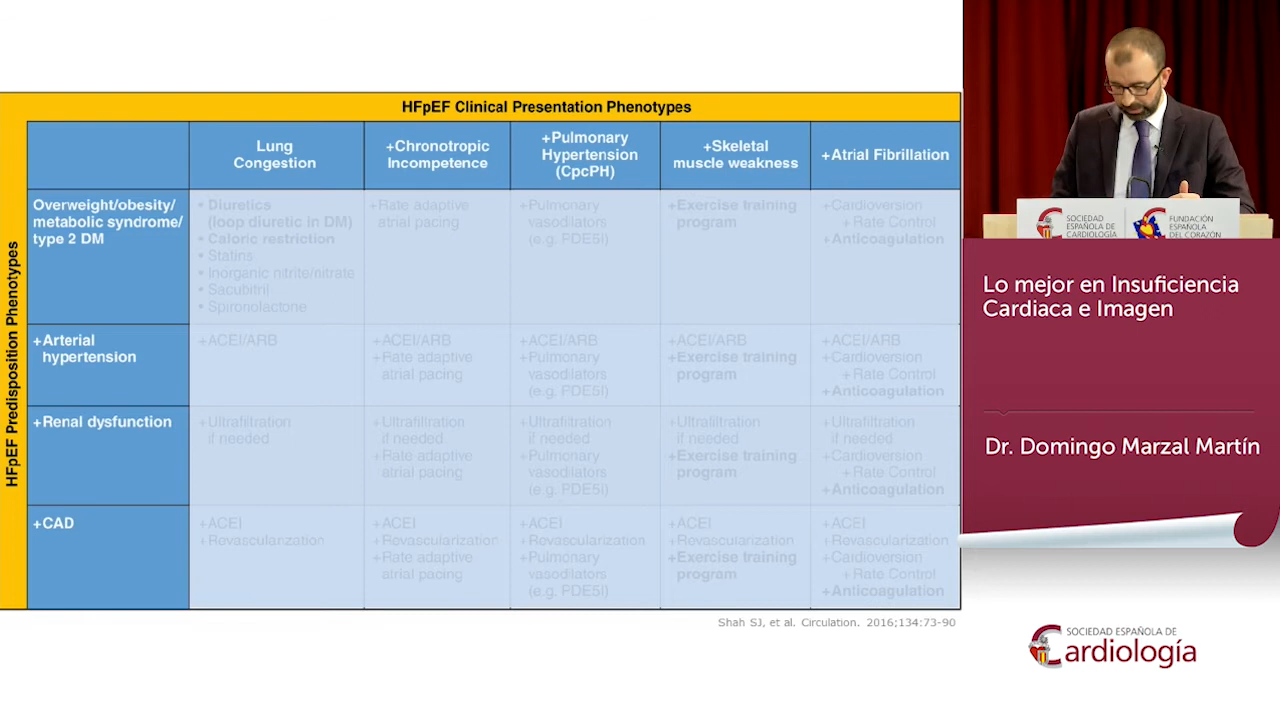 HFpEF Clinical Presentation Phenotypes
HFpEF Predisposition Phenotypes
Lung
Congestion
+Chronotropic
Incompetence
+Pulmonary
Hypertension
(CpcPH)
+Skeletal
muscle weakness
+Atrial Fibrillation
Overweight/obesity/
metabolic syndrome/
type 2 DM
• Diuretics
(loop diuretic in DM)
• Caloric restriction
• Statins
• Inorganic nitrite/nitrate
• Sacubitril
• Spironolactone
+Rate adaptive
atrial pacing
+Pulmonary
vasodilators
(e.g. PDE5I)
+Exercise training
program
+Cardioversion
+Rate Control
+Anticoagulation
+Arterial
hypertension
+ACEI/ARB
+ACEI/ARB
+Rate adaptive
atrial pacing
+ACEI/ARB
+Pulmonary
vasodilators
(e.g. PDE5I)
+ACEI/ARB
+Exercise training
program
+ACEI/ARB
+Cardioversion
+Rate Control
+Anticoagulation
+Renal dysfunction
+Ultrafiltration
if needed
+Ultrafiltration
if needed
+Rate adaptive
atrial pacing
+Ultrafiltration
if needed
+Pulmonary
vasodilators
(e.g. PDE5I)
+Ultrafiltration
if needed
+Exercise training
program
+Ultrafiltration
if needed
+Cardioversion
+Rate Control
+Anticoagulation
+CAD
+ACEI
+Revascularization
+ACEI
+Revascularization
+Rate adaptive
atrial pacing
+ACEI
+Revascularization
+Pulmonary
vasodilators
(e.g. PDE5I)
+ACEI
+Revascularization
+Exercise training
program
+ACEI
+Revascularization
+Cardioversion
+Rate Control
+Anticoagulation
Shah SJ, et al. Circulation. 2016;134:73-90
SOCIEDAD
ESPAÑOLA DE
CARDIOLOGÍA
FUNDACIÓN
ESPAÑOLA
DEL CORAZÓN
Lo mejor en Insuficiencia
Cardiaca e Imagen
Dr. Domingo Marzal Martín
SOCIEDAD ESPAÑOLA DE
Cardiología